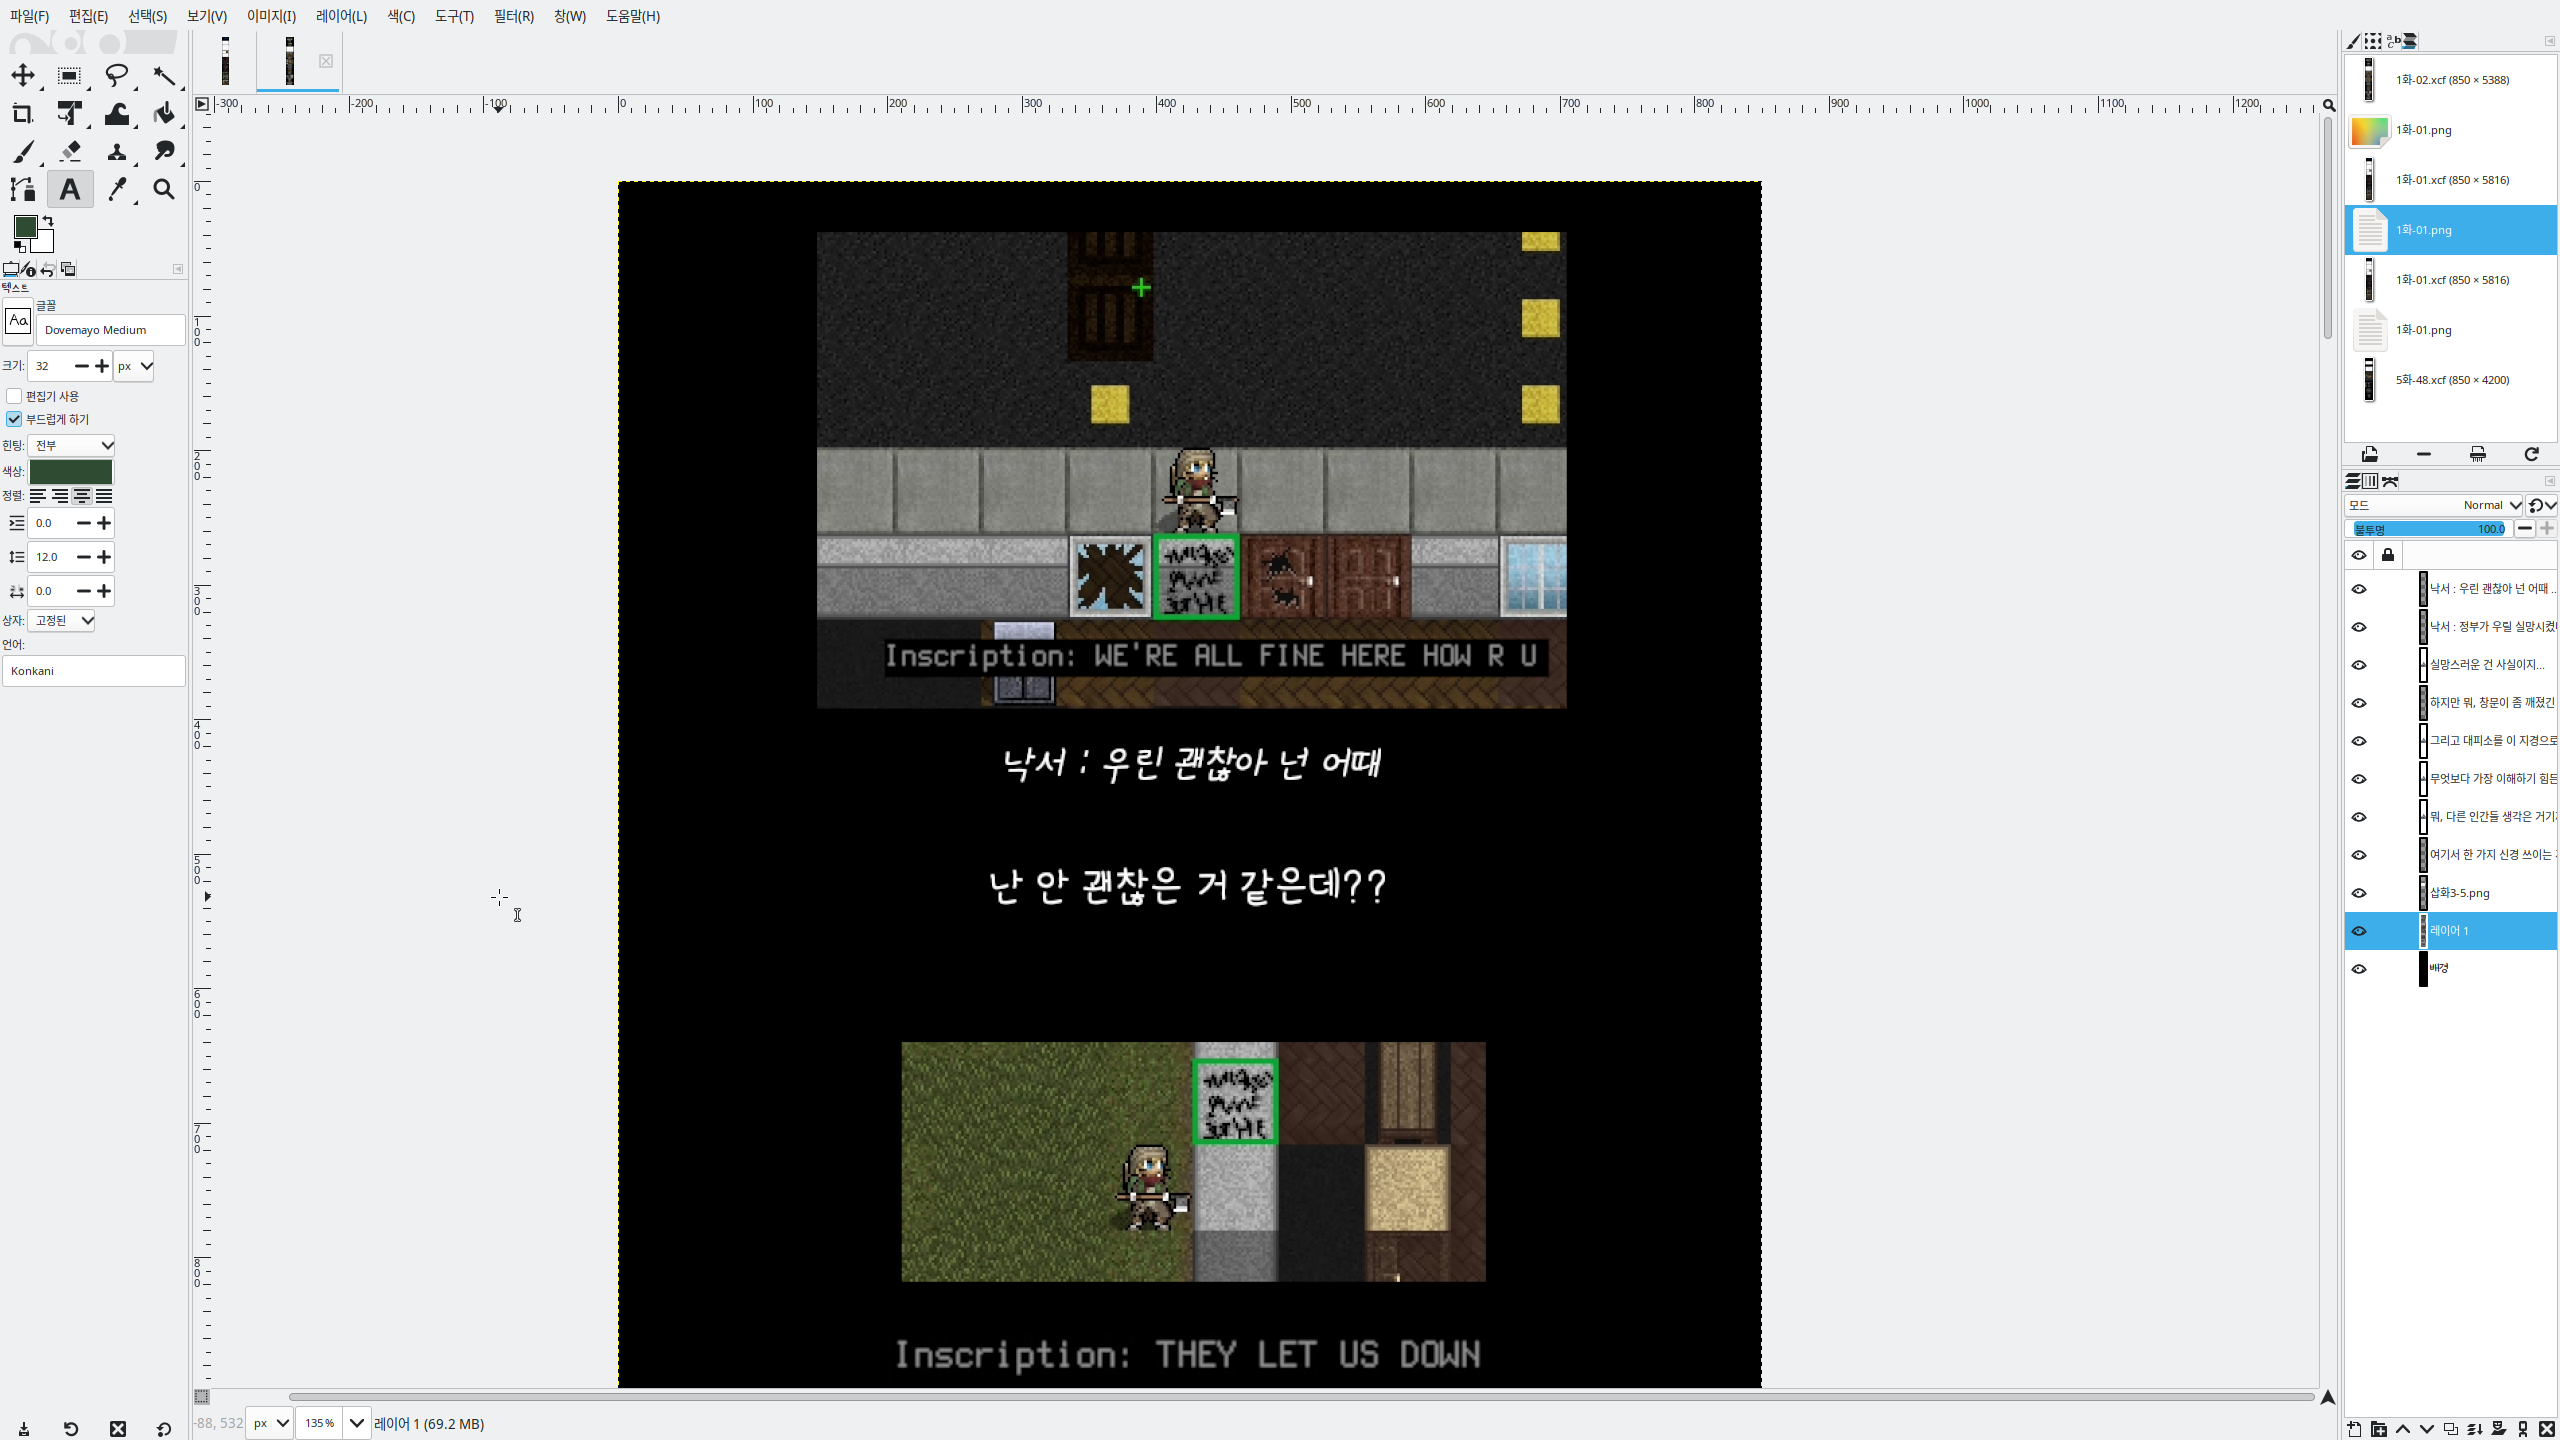 파일(F) 편집(E) 선택(S) 보기(V) 이미지(I) 레이어(L) 색(C) 도구(T) 필터(R) 창(W) 도움말(H)
-300 -200 -100 0 100 200 300 400 500 600 700 800 900 1000 1100 1200
0
100
200
300
400
500
600
700
800
텍스트
글꼴
Aa
Dovemayo Medium
크기: 32 px
편집기 사용
부드럽게 하기
힌팅: 전부
색상:
정렬:
0.0
12.0
0.0
상자: 고정된
언어:
Konkani
Inscription: WE'RE ALL FINE HERE HOW R U
낙서 : 우린 괜찮아 넌 어때
난 안 괜찮은 거 같은데??
Inscription: THEY LET US DOWN
-88, 532 px 135 % 레이어 1 (69.2 MB)
1화-02.xcf (850 × 5388)
1화-01.png
1화-01.xcf (850 × 5816)
1화-01.png
1화-01.xcf (850 × 5816)
1화-01.png
5화-48.xcf (850 × 4200)
모드 Normal
불투명 100.0
낙서 : 우린 괜찮아 넌 어때 ..
낙서 : 정부가 우릴 실망시켰
실망스러운 건 사실이지...
하지만 뭐, 창문이 좀 깨졌긴
그리고 대피소를 이 지경으로
무엇보다 가장 이해하기 힘든
뭐, 다른 인간들 생각은 거기
여기서 한 가지 신경 쓰이는
삽화3-5.png
레이어 1
배경